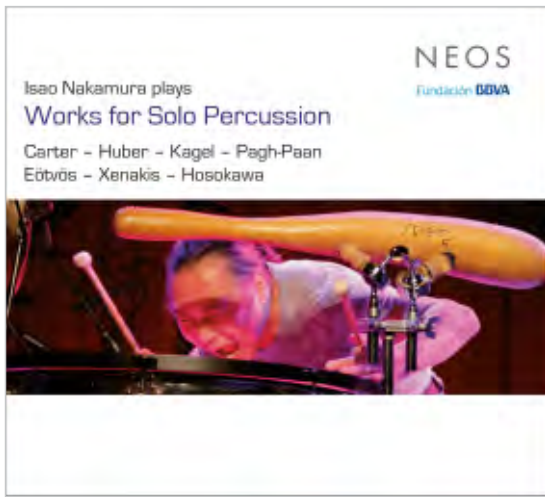 NEOS
Fundación BBVA
Isao Nakamura plays
Works for Solo Percussion
Carter – Huber – Kagel – Pagh-Paan
Eötvös – Xenakis – Hosokawa